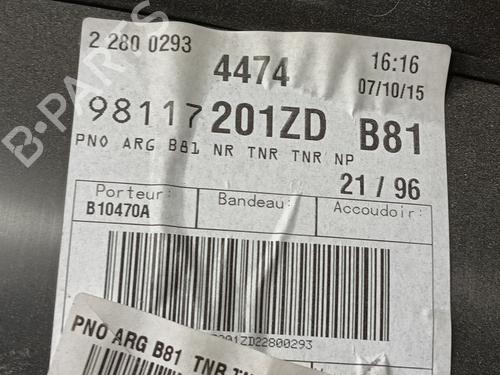 2 280 0293
4474
16:16
07/10/15
98117201ZD B81
PNO ARG B81 NR TNR TNR NP
21 / 96
Porteur:
B10470A
Bandeau:
Accoudoir:
201ZD22800293
PNO ARG B81 TNR
B-PARTS